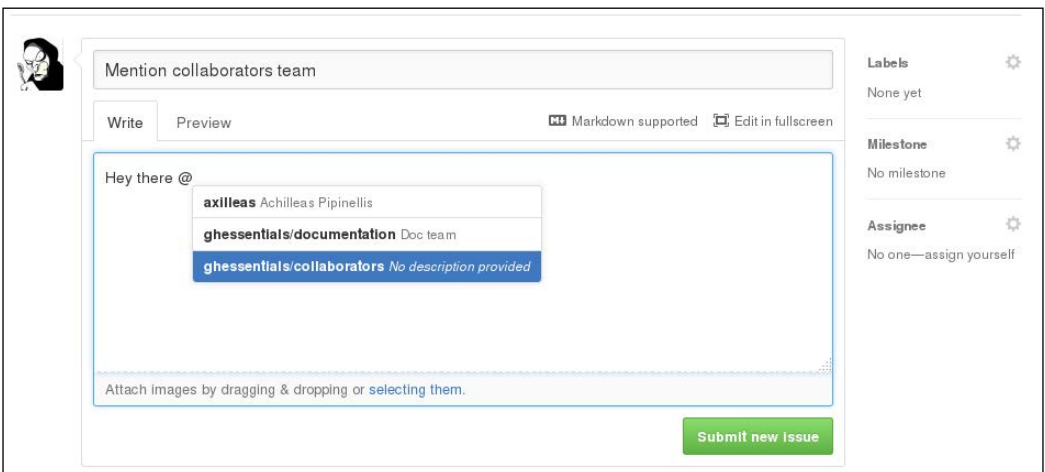 Mention collaborators team
Write Preview Markdown supported Edit in fullscreen
Hey there @
axilleas Achilleas Pipinellis
ghessentials/documentation Doc team
ghessentials/collaborators No description provided
Attach images by dragging & dropping or selecting them.
Submit new issue
Labels
None yet
Milestone
No milestone
Assignee
No one—assign yourself